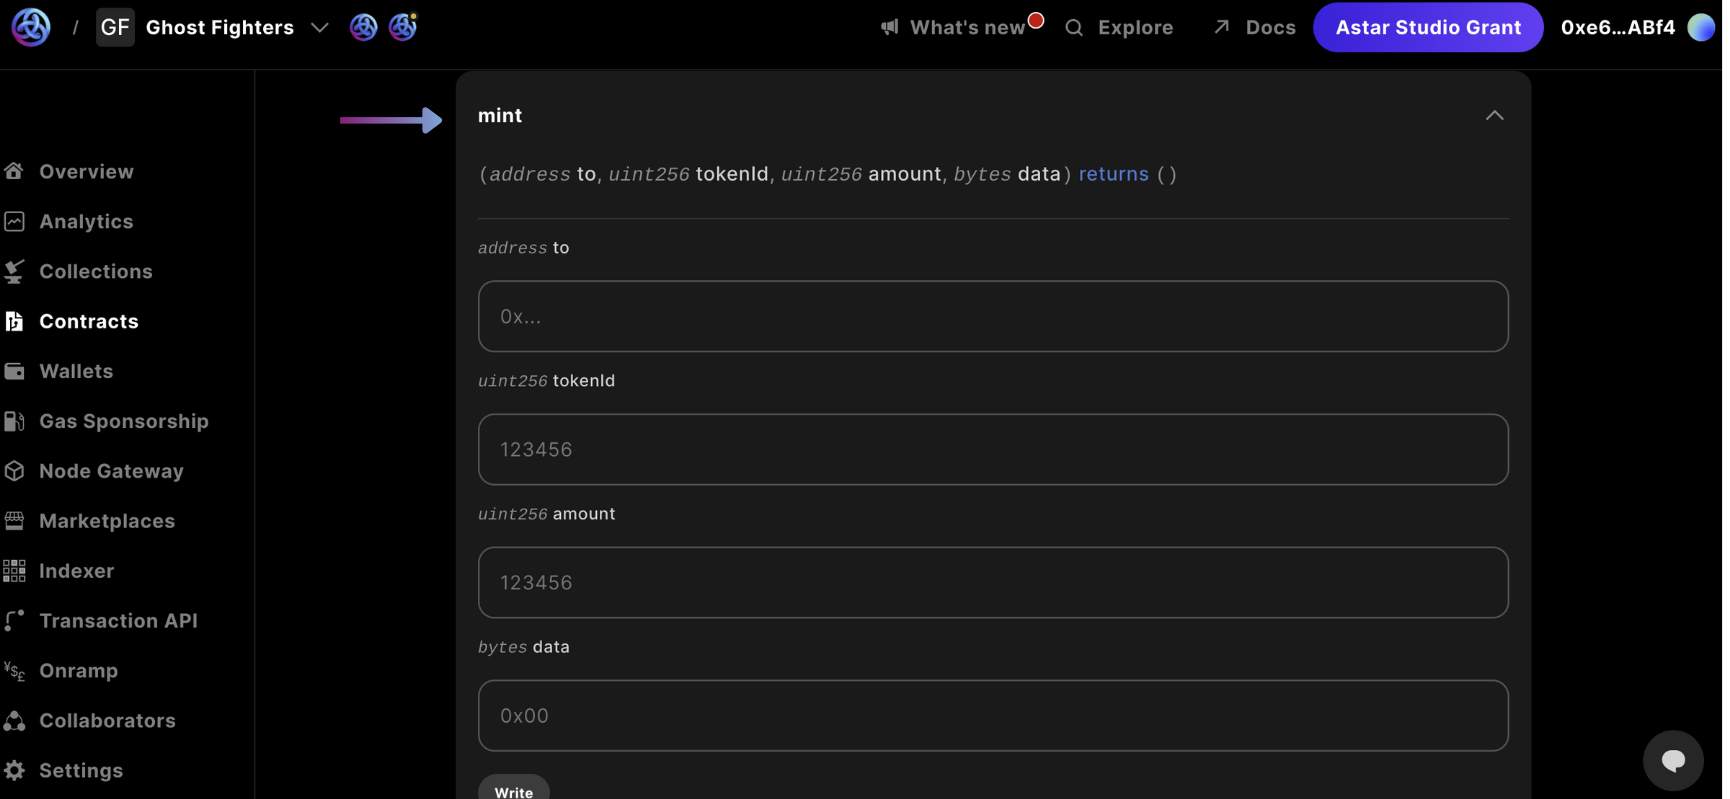 / GF Ghost Fighters What's new Explore Docs Astar Studio Grant 0xe6...ABf4
mint
(address to, uint256 tokenId, uint256 amount, bytes data) returns ()
address to
0x...
uint256 tokenId
123456
uint256 amount
123456
bytes data
0x00
Write
Overview
Analytics
Collections
Contracts
Wallets
Gas Sponsorship
Node Gateway
Marketplaces
Indexer
Transaction API
¥$£ Onramp
Collaborators
Settings